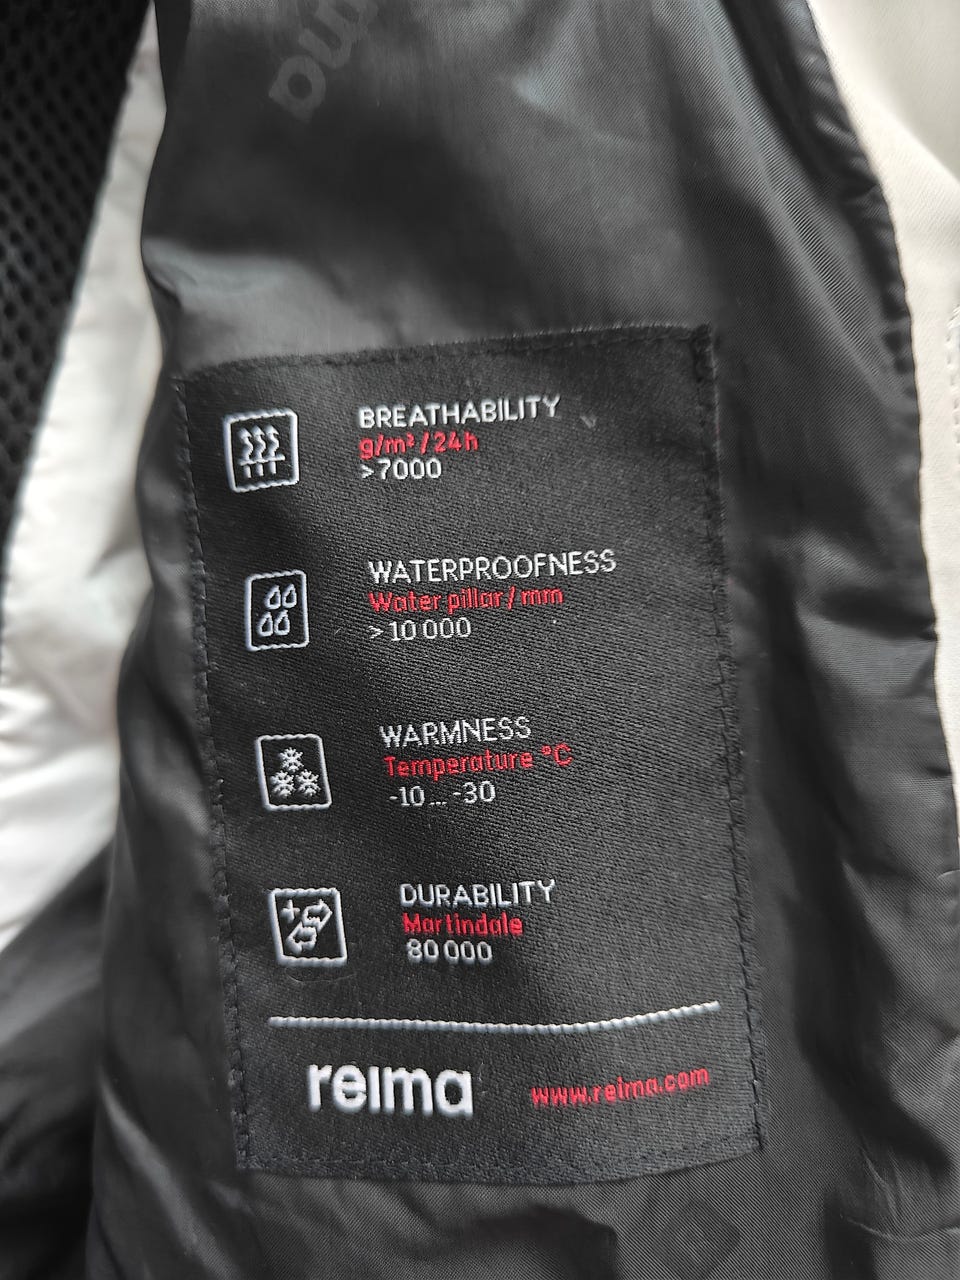 BREATHABILITY
g/m²/24h
>7000
WATERPROOFNESS
Water pillar/mm
> 10 000
WARMNESS
Temperature °C
-10 ... -30
DURABILITY
Martindale
80 000
reima
www.reima.com